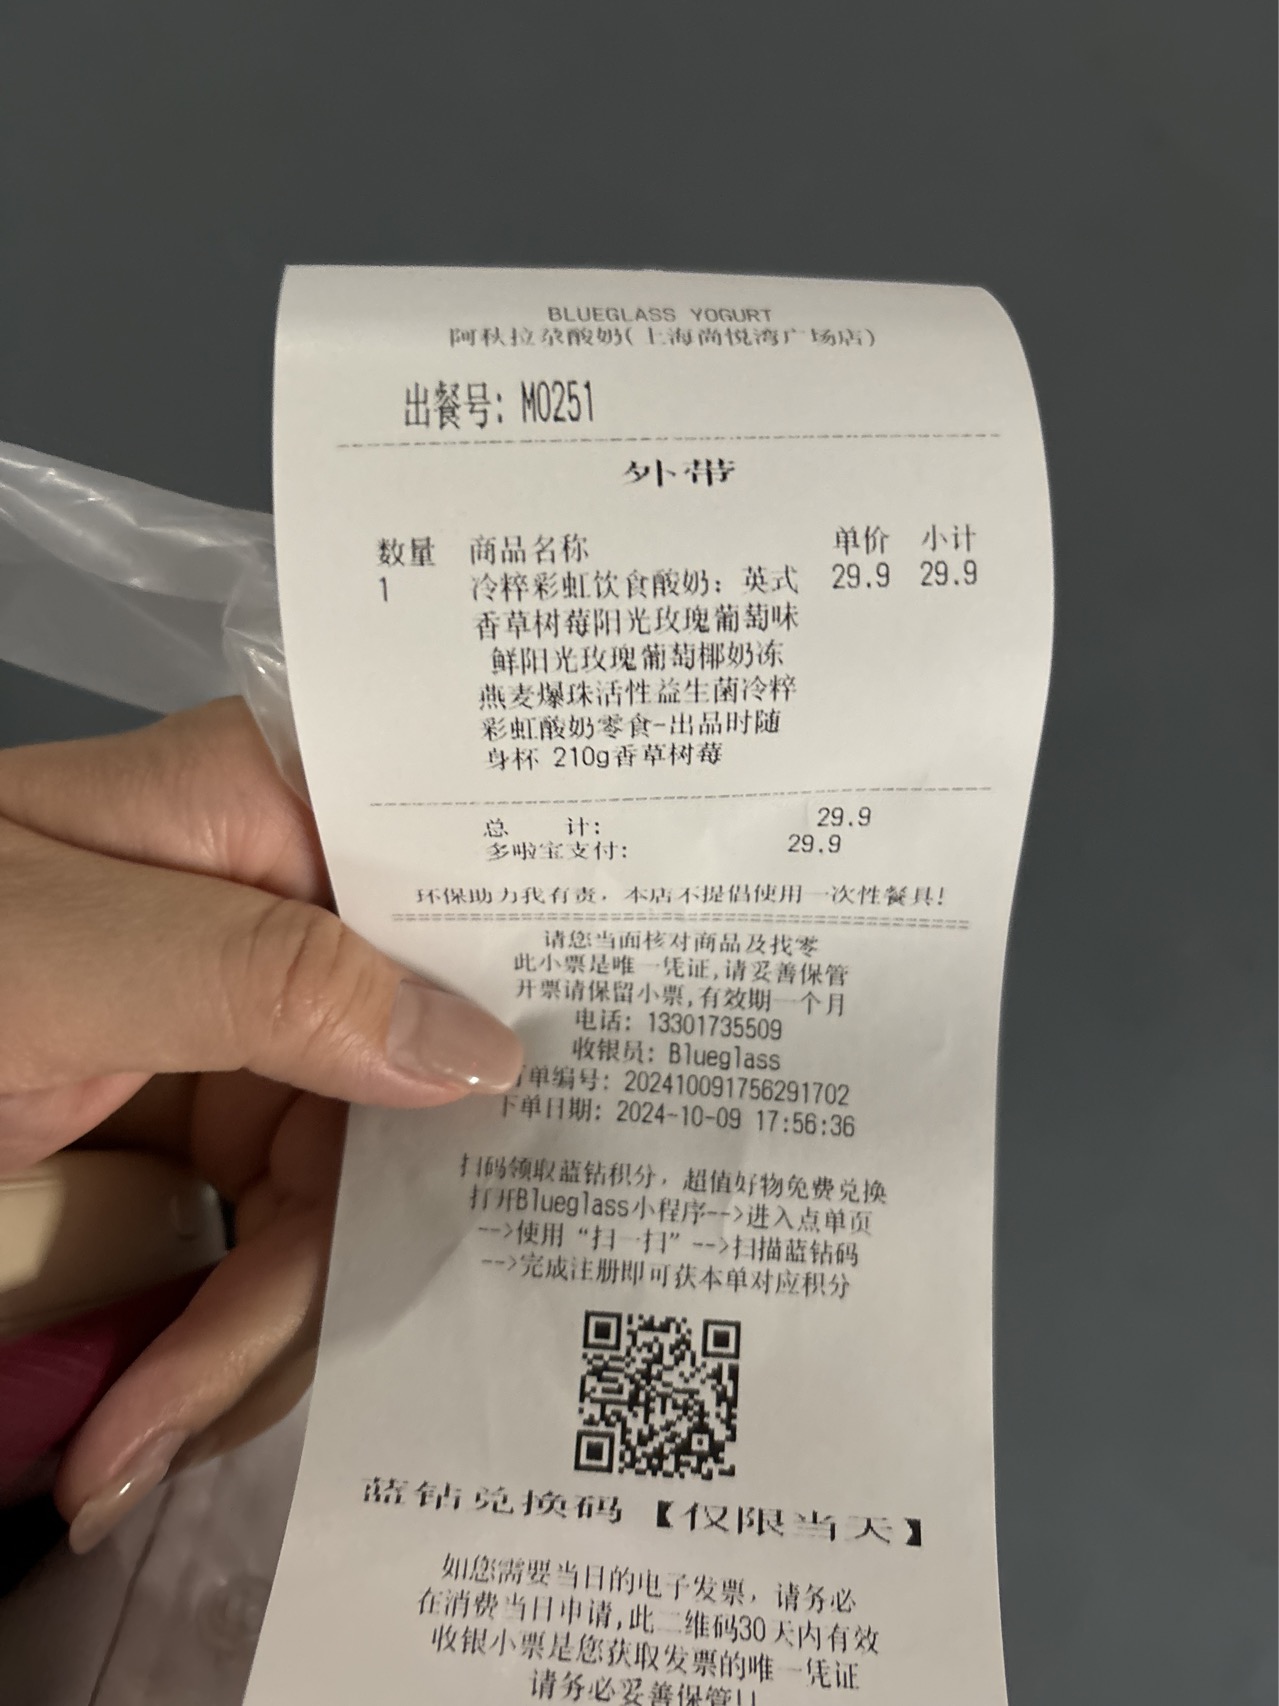 BLUEGLASS YOGURT
阿秋拉尕酸奶(上海尚悦湾广场店)
出餐号: M0251
外带
数量 商品名称 单价 小计
1 冷粹彩虹饮食酸奶: 英式 29.9 29.9
香草树莓阳光玫瑰葡萄味
鲜阳光玫瑰葡萄椰奶冻
燕麦爆珠活性益生菌冷粹
彩虹酸奶零食-出品时随
身杯 210g香草树莓
总 计: 29.9
多啦宝支付: 29.9
环保助力我有责，本店不提倡使用一次性餐具!
请您当面核对商品及找零
此小票是唯一凭证,请妥善保管
开票请保留小票,有效期一个月
电话: 13301735509
收银员: Blueglass
订单编号: 202410091756291702
下单日期: 2024-10-09 17:56:36
扫码领取蓝钻积分，超值好物免费兑换
打开Blueglass小程序-->进入点单页
-->使用“扫一扫”-->扫描蓝钻码
-->完成注册即可获本单对应积分
蓝钻兑换码【仅限当天】
如您需要当日的电子发票，请务必
在消费当日申请,此二维码30天内有效
收银小票是您获取发票的唯一凭证
请务必妥善保管!!